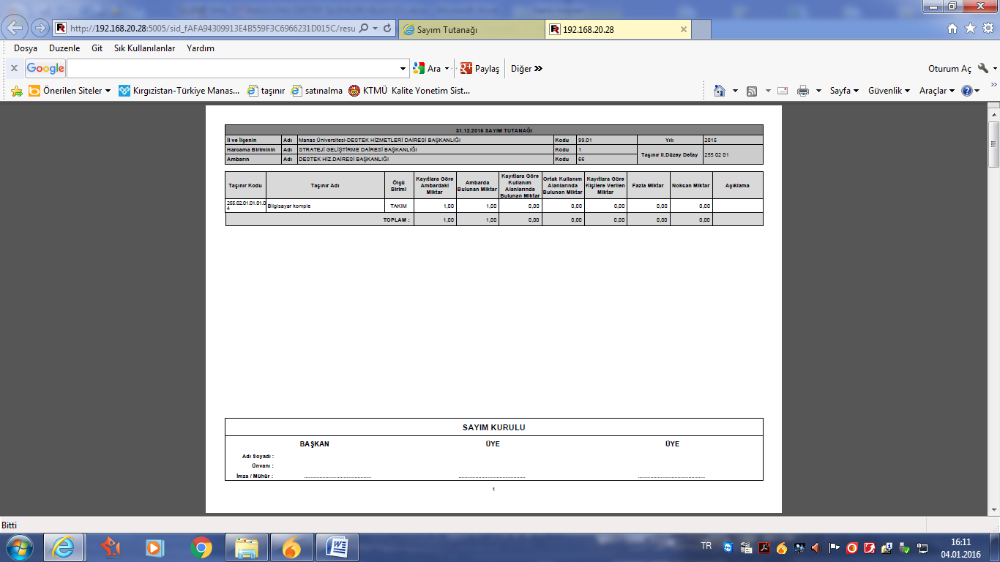 http://192.168.20.28:5005/sid_fAFA94309913E4B559F3C6966231D015C/resu
Sayım Tutanağı
192.168.20.28
Dosya Duzenle Git Sık Kullanılanlar Yardım
Google Ara Paylaş Diğer Oturum Aç
Önerilen Siteler Kırgızistan-Türkiye Manas... taşınır satınalma KTMÜ Kalite Yonetim Sist... Sayfa Güvenlik Araçlar
31.12.2015 SAYIM TUTANAĞI
İl ve İlçenin Adı Manas Üniversitesi-DESTEK HİZMETLERİ DAİRESİ BAŞKANLIĞI Kodu 99.01 Yılı 2015
Harcama Biriminin Adı STRATEJİ GELİŞTİRME DAİRESİ BAŞKANLIĞI Kodu 1 Taşınır II.Düzey Detay 255 02 01
Ambarın Adı DESTEK HİZ.DAİRESİ BAŞKANLIĞI Kodu 66
Taşınır Kodu Taşınır Adı Ölçü Birimi Kayıtlara Göre Ambardaki Miktar Ambarda Bulunan Miktar Kayıtlara Göre Kullanım Alanlarında Bulunan Miktar Ortak Kullanım Alanlarında Bulunan Miktar Kayıtlara Göre Kişilere Verilen Miktar Fazla Miktar Noksan Miktar Açıklama
255.02.01.01.01.0 4 Bilgisayar komple TAKIM 1,00 1,00 0,00 0,00 0,00 0,00 0,00
TOPLAM : 1,00 1,00 0,00 0,00 0,00 0,00 0,00
SAYIM KURULU
BAŞKAN ÜYE ÜYE
Adı Soyadı :
Ünvanı :
İmza / Mühür :
1
Bitti
TR 16:11
04.01.2016